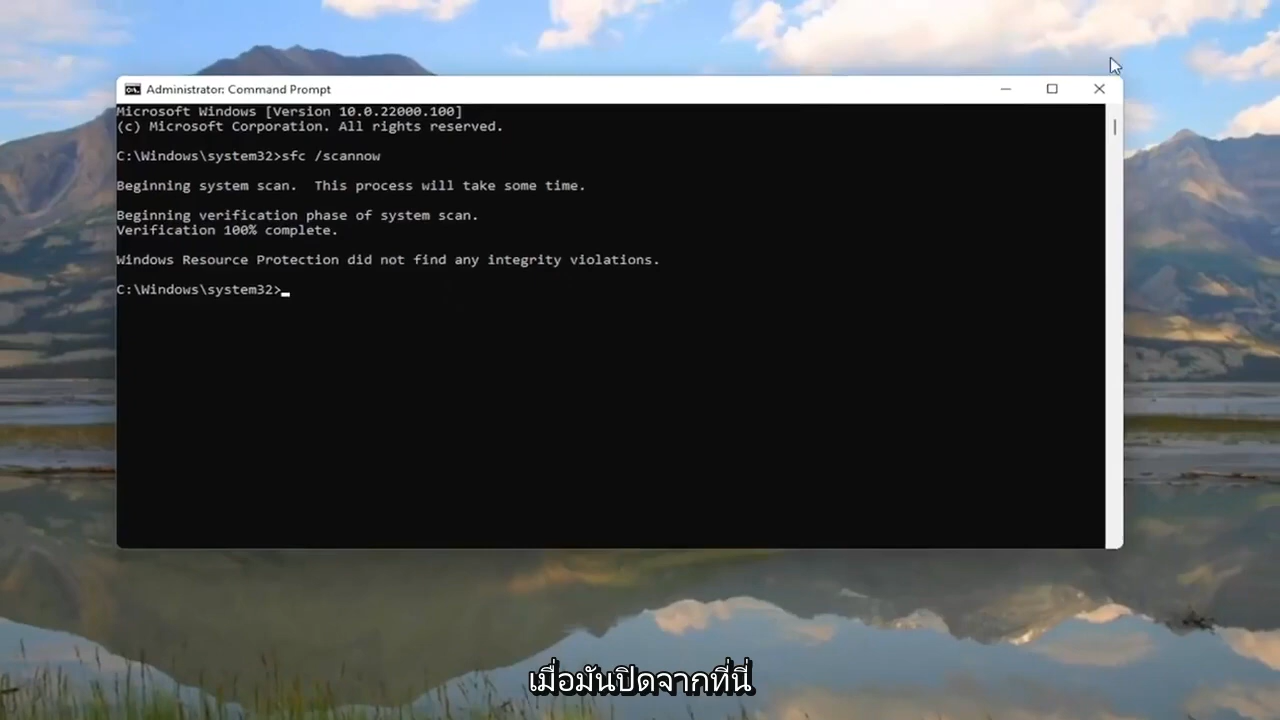 Administrator: Command Prompt
Microsoft Windows [Version 10.0.22000.100]
(c) Microsoft Corporation. All rights reserved.
C:\Windows\system32>sfc /scannow
Beginning system scan.  This process will take some time.
Beginning verification phase of system scan.
Verification 100% complete.
Windows Resource Protection did not find any integrity violations.
C:\Windows\system32>
เมื่อมันปิดจากที่นี่